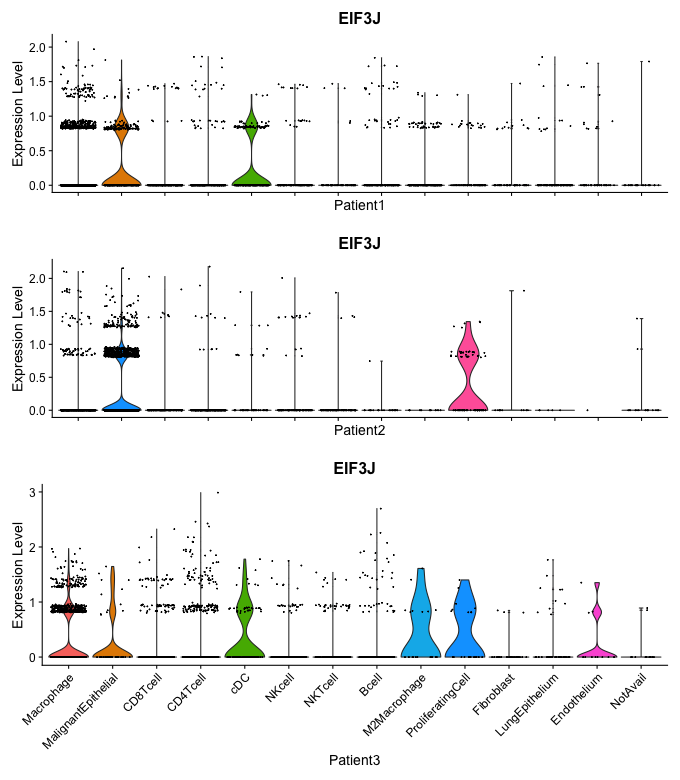 EIF3J
Expression Level
2.0
1.5
1.0
0.5
0.0
Patient1
EIF3J
Expression Level
2.0
1.5
1.0
0.5
0.0
Patient2
EIF3J
Expression Level
3
2
1
0
Macrophage
MalignantEpithelial
CD8Tcell
CD4Tcell
cDC
NKcell
NKTcell
Bcell
M2Macrophage
ProliferatingCell
Fibroblast
LungEpithelium
Endothelium
NotAvail
Patient3